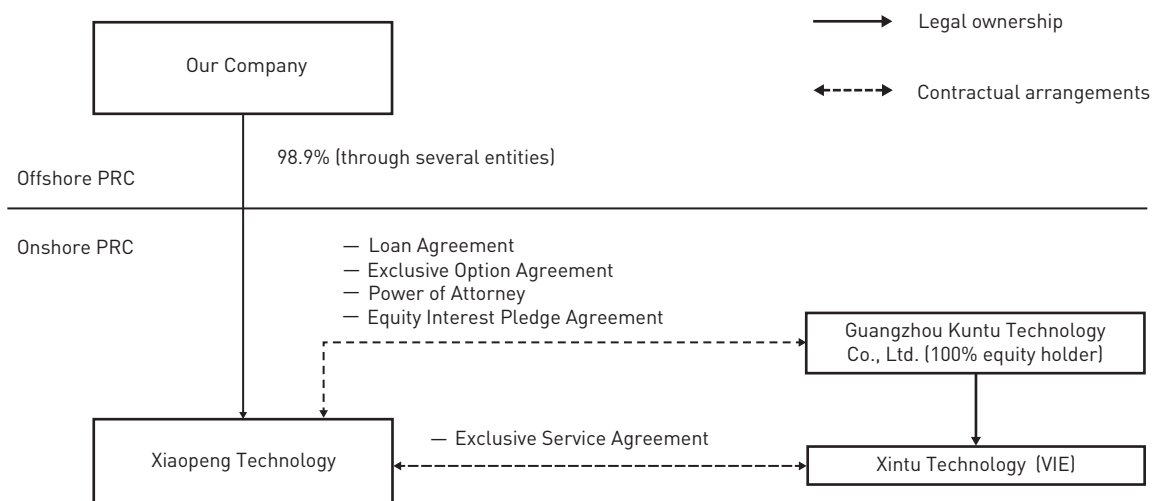 Legal ownership
Our Company
Contractual arrangements
98.9% (through several entities)
Offshore PRC
Onshore PRC
— Loan Agreement
— Exclusive Option Agreement
— Power of Attorney
— Equity Interest Pledge Agreement
Guangzhou Kuntu Technology
Co., Ltd. (100% equity holder)
— Exclusive Service Agreement
Xiaopeng Technology
Xintu Technology (VIE)